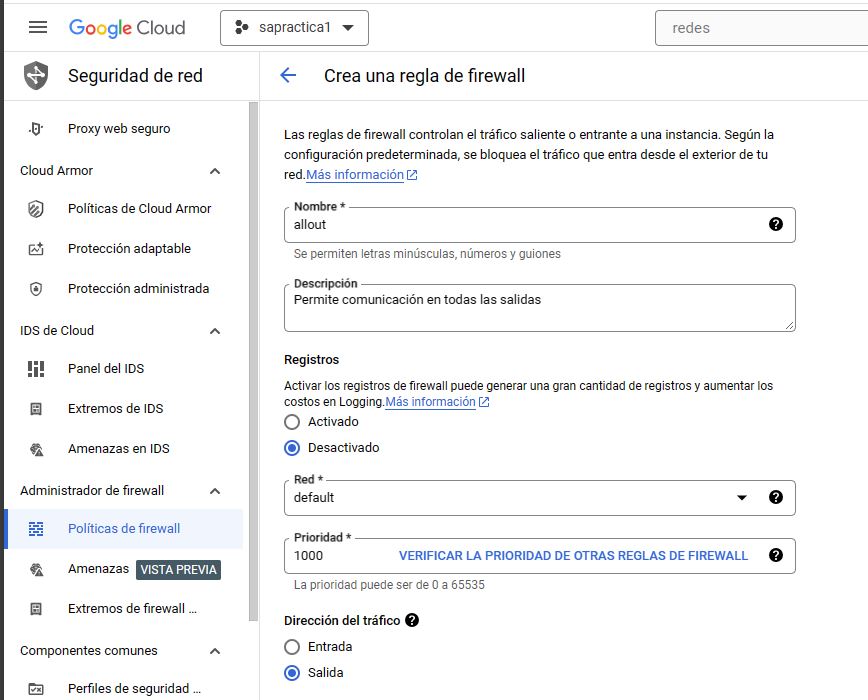 Google Cloud
sapractica1
redes
Seguridad de red
Crea una regla de firewall
Proxy web seguro
Cloud Armor
Políticas de Cloud Armor
Protección adaptable
Protección administrada
IDS de Cloud
Panel del IDS
Extremos de IDS
Amenazas en IDS
Administrador de firewall
Políticas de firewall
Amenazas VISTA PREVIA
Extremos de firewall ...
Componentes comunes
Perfiles de seguridad ...
Las reglas de firewall controlan el tráfico saliente o entrante a una instancia. Según la
configuración predeterminada, se bloquea el tráfico que entra desde el exterior de tu
red.Más información
Nombre *
allout
Se permiten letras minúsculas, números y guiones
Descripción
Permite comunicación en todas las salidas
Registros
Activar los registros de firewall puede generar una gran cantidad de registros y aumentar los
costos en Logging.Más información
Activado
Desactivado
Red *
default
Prioridad *
1000 VERIFICAR LA PRIORIDAD DE OTRAS REGLAS DE FIREWALL
La prioridad puede ser de 0 a 65535
Dirección del tráfico
Entrada
Salida